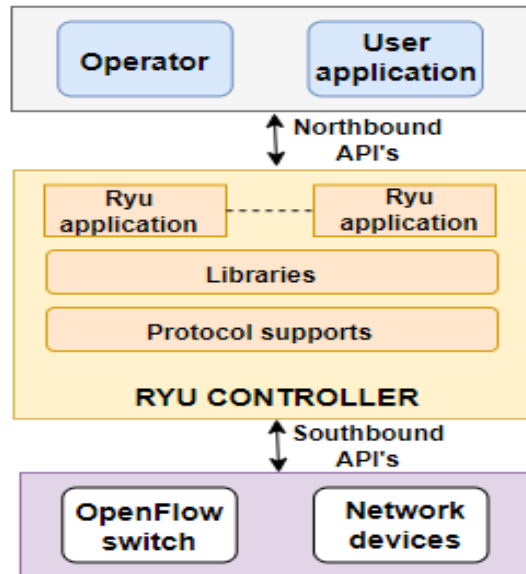 Operator
User
application
Northbound
API's
Ryu
application
Ryu
application
Libraries
Protocol supports
RYU CONTROLLER
Southbound
API's
OpenFlow
switch
Network
devices